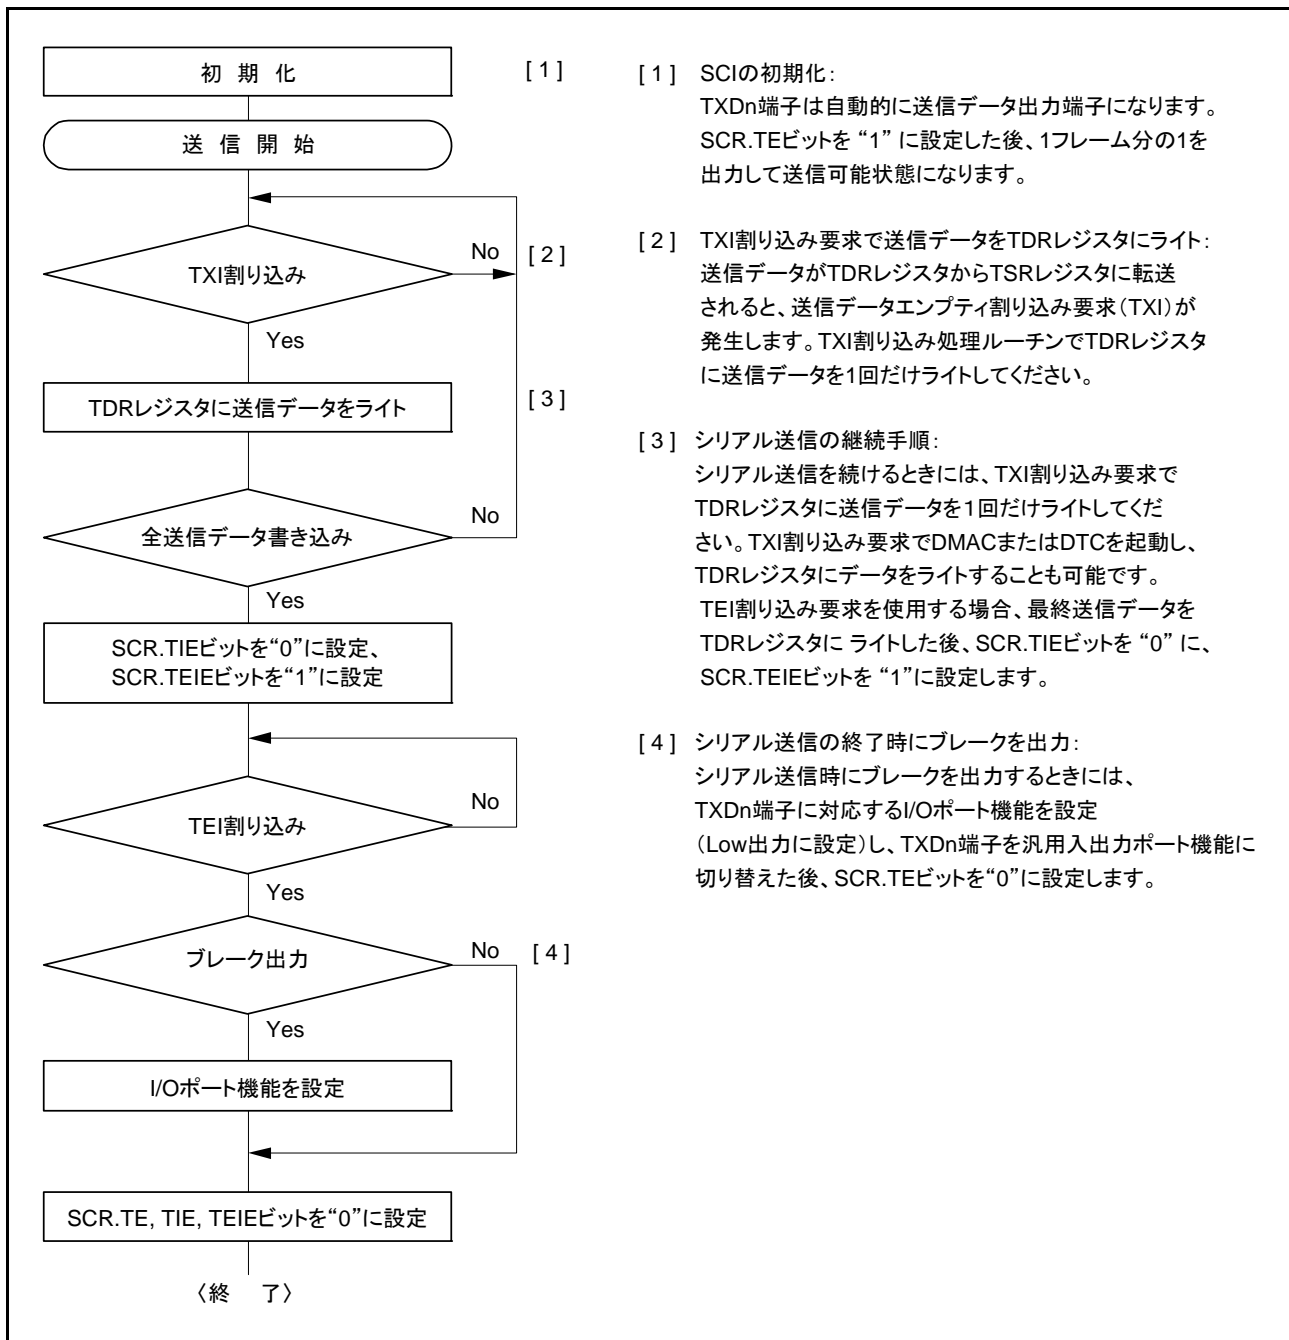 初 期 化
[ 1 ]
送 信 開 始
TXI割り込み
No
[ 2 ]
Yes
TDRレジスタに送信データをライト
[ 3 ]
全送信データ書き込み
No
Yes
SCR.TIEビットを“0”に設定、
SCR.TEIEビットを“1”に設定
TEI割り込み
No
Yes
ブレーク出力
No
[ 4 ]
Yes
I/Oポート機能を設定
SCR.TE, TIE, TEIEビットを“0”に設定
〈終 了〉
[ 1 ] SCIの初期化：
TXDn端子は自動的に送信データ出力端子になります。
SCR.TEビットを “1” に設定した後、1フレーム分の1を
出力して送信可能状態になります。
[ 2 ] TXI割り込み要求で送信データをTDRレジスタにライト：
送信データがTDRレジスタからTSRレジスタに転送
されると、送信データエンプティ割り込み要求（TXI）が
発生します。TXI割り込み処理ルーチンでTDRレジスタ
に送信データを1回だけライトしてください。
[ 3 ] シリアル送信の継続手順：
シリアル送信を続けるときには、TXI割り込み要求で
TDRレジスタに送信データを１回だけライトしてくだ
さい。TXI割り込み要求でDMACまたはDTCを起動し、
TDRレジスタにデータをライトすることも可能です。
TEI割り込み要求を使用する場合、最終送信データを
TDRレジスタに ライトした後、SCR.TIEビットを “0” に、
SCR.TEIEビットを “1”に設定します。
[ 4 ] シリアル送信の終了時にブレークを出力：
シリアル送信時にブレークを出力するときには、
TXDn端子に対応するI/Oポート機能を設定
（Low出力に設定）し、TXDn端子を汎用入出力ポート機能に
切り替えた後、SCR.TEビットを“0”に設定します。